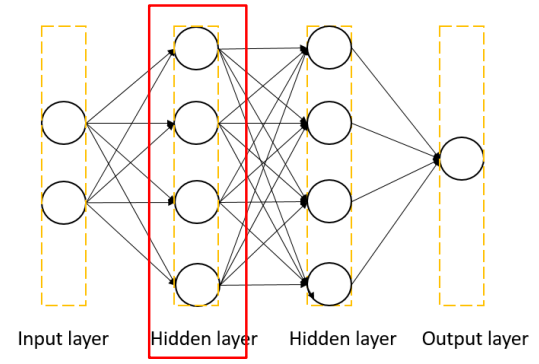 Input layer
Hidden layer
Hidden layer
Output layer